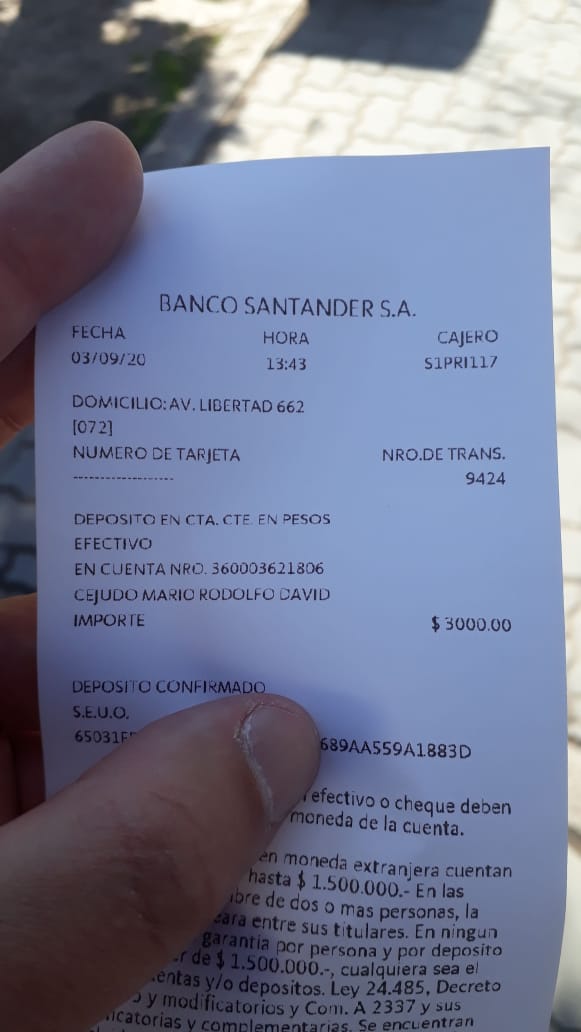 BANCO SANTANDER S.A.
FECHA HORA CAJERO
03/09/20 13:43 S1PRI117
DOMICILIO: AV. LIBERTAD 662
[072]
NUMERO DE TARJETA NRO.DE TRANS.
------------------- 9424
DEPOSITO EN CTA. CTE. EN PESOS
EFECTIVO
EN CUENTA NRO. 360003621806
CEJUDO MARIO RODOLFO DAVID
IMPORTE $ 3000.00
DEPOSITO CONFIRMADO
S.E.U.O.
65031 689AA559A1883D
efectivo o cheque deben
moneda de la cuenta.
en moneda extranjera cuentan
hasta $ 1.500.000.- En las
de dos o mas personas, la
entre sus titulares. En ningun
garantia por persona y por deposito
de $ 1.500.000.-, cualquiera sea el
y/o depositos. Ley 24.485, Decreto
y modificatorios y Com. A 2337 y sus
y complementarias. Se encuentran